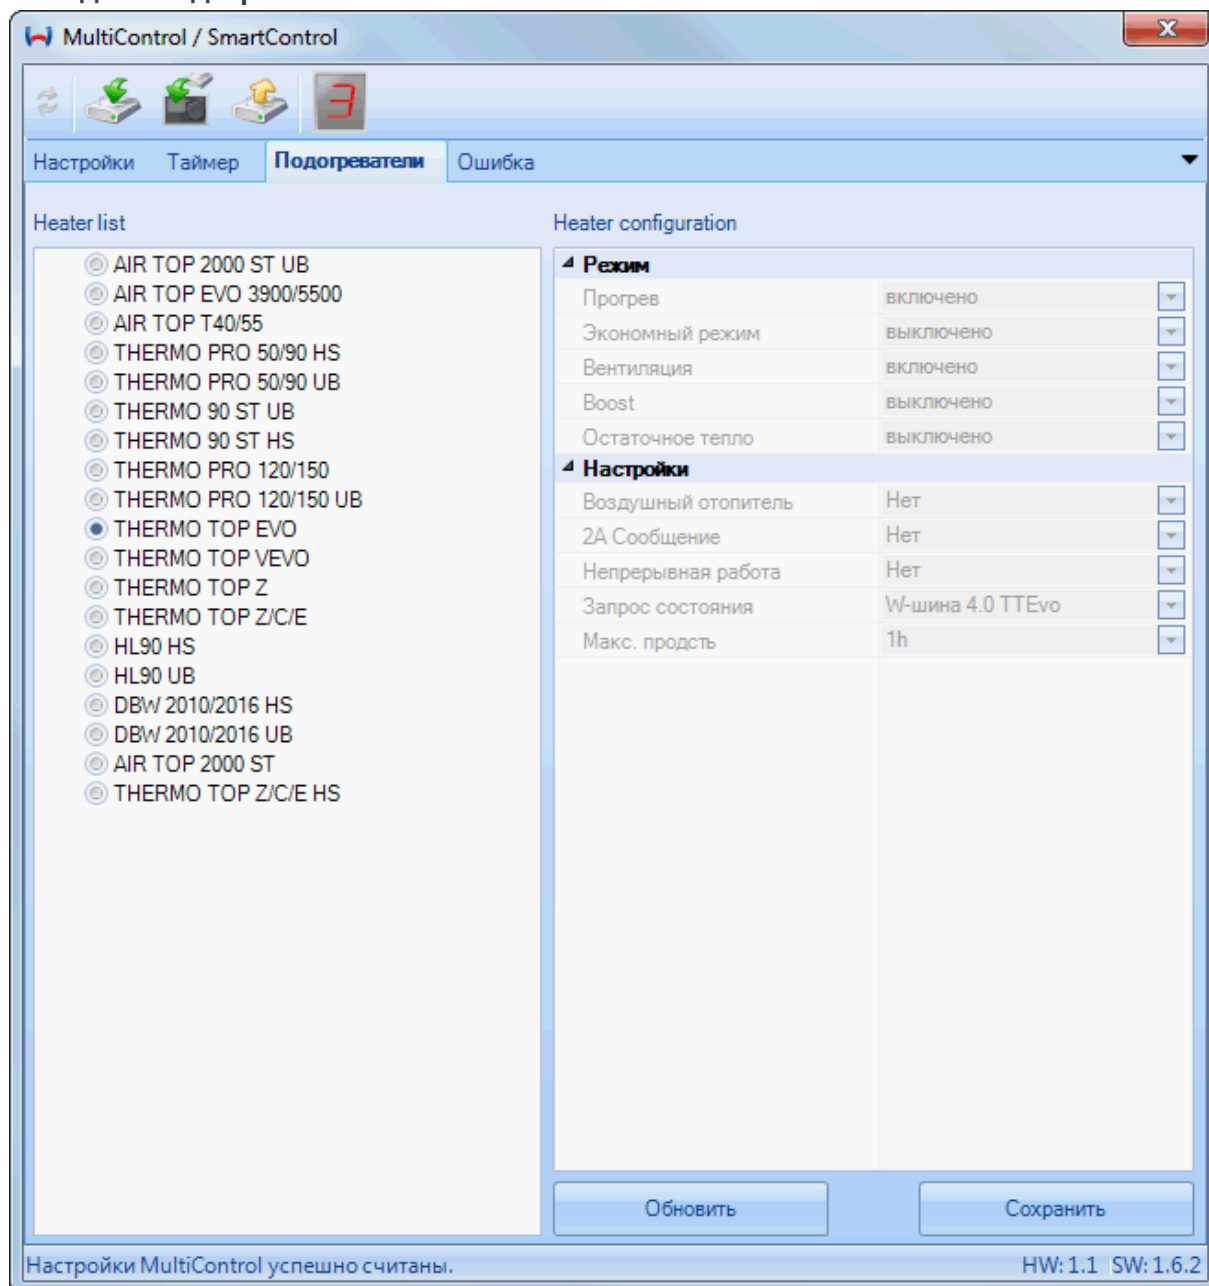 MultiControl / SmartControl
Настройки Таймер Подогреватели Ошибка
Heater list
AIR TOP 2000 ST UB
AIR TOP EVO 3900/5500
AIR TOP T40/55
THERMO PRO 50/90 HS
THERMO PRO 50/90 UB
THERMO 90 ST UB
THERMO 90 ST HS
THERMO PRO 120/150
THERMO PRO 120/150 UB
THERMO TOP EVO
THERMO TOP VEVO
THERMO TOP Z
THERMO TOP Z/C/E
HL90 HS
HL90 UB
DBW 2010/2016 HS
DBW 2010/2016 UB
AIR TOP 2000 ST
THERMO TOP Z/C/E HS
Heater configuration
Режим
Прогрев включено
Экономный режим выключено
Вентиляция включено
Boost выключено
Остаточное тепло выключено
Настройки
Воздушный отопитель Нет
2A Сообщение Нет
Непрерывная работа Нет
Запрос состояния W-шина 4.0 TTEvo
Макс. продсть 1h
Обновить Сохранить
Настройки MultiControl успешно считаны. HW: 1.1 SW: 1.6.2